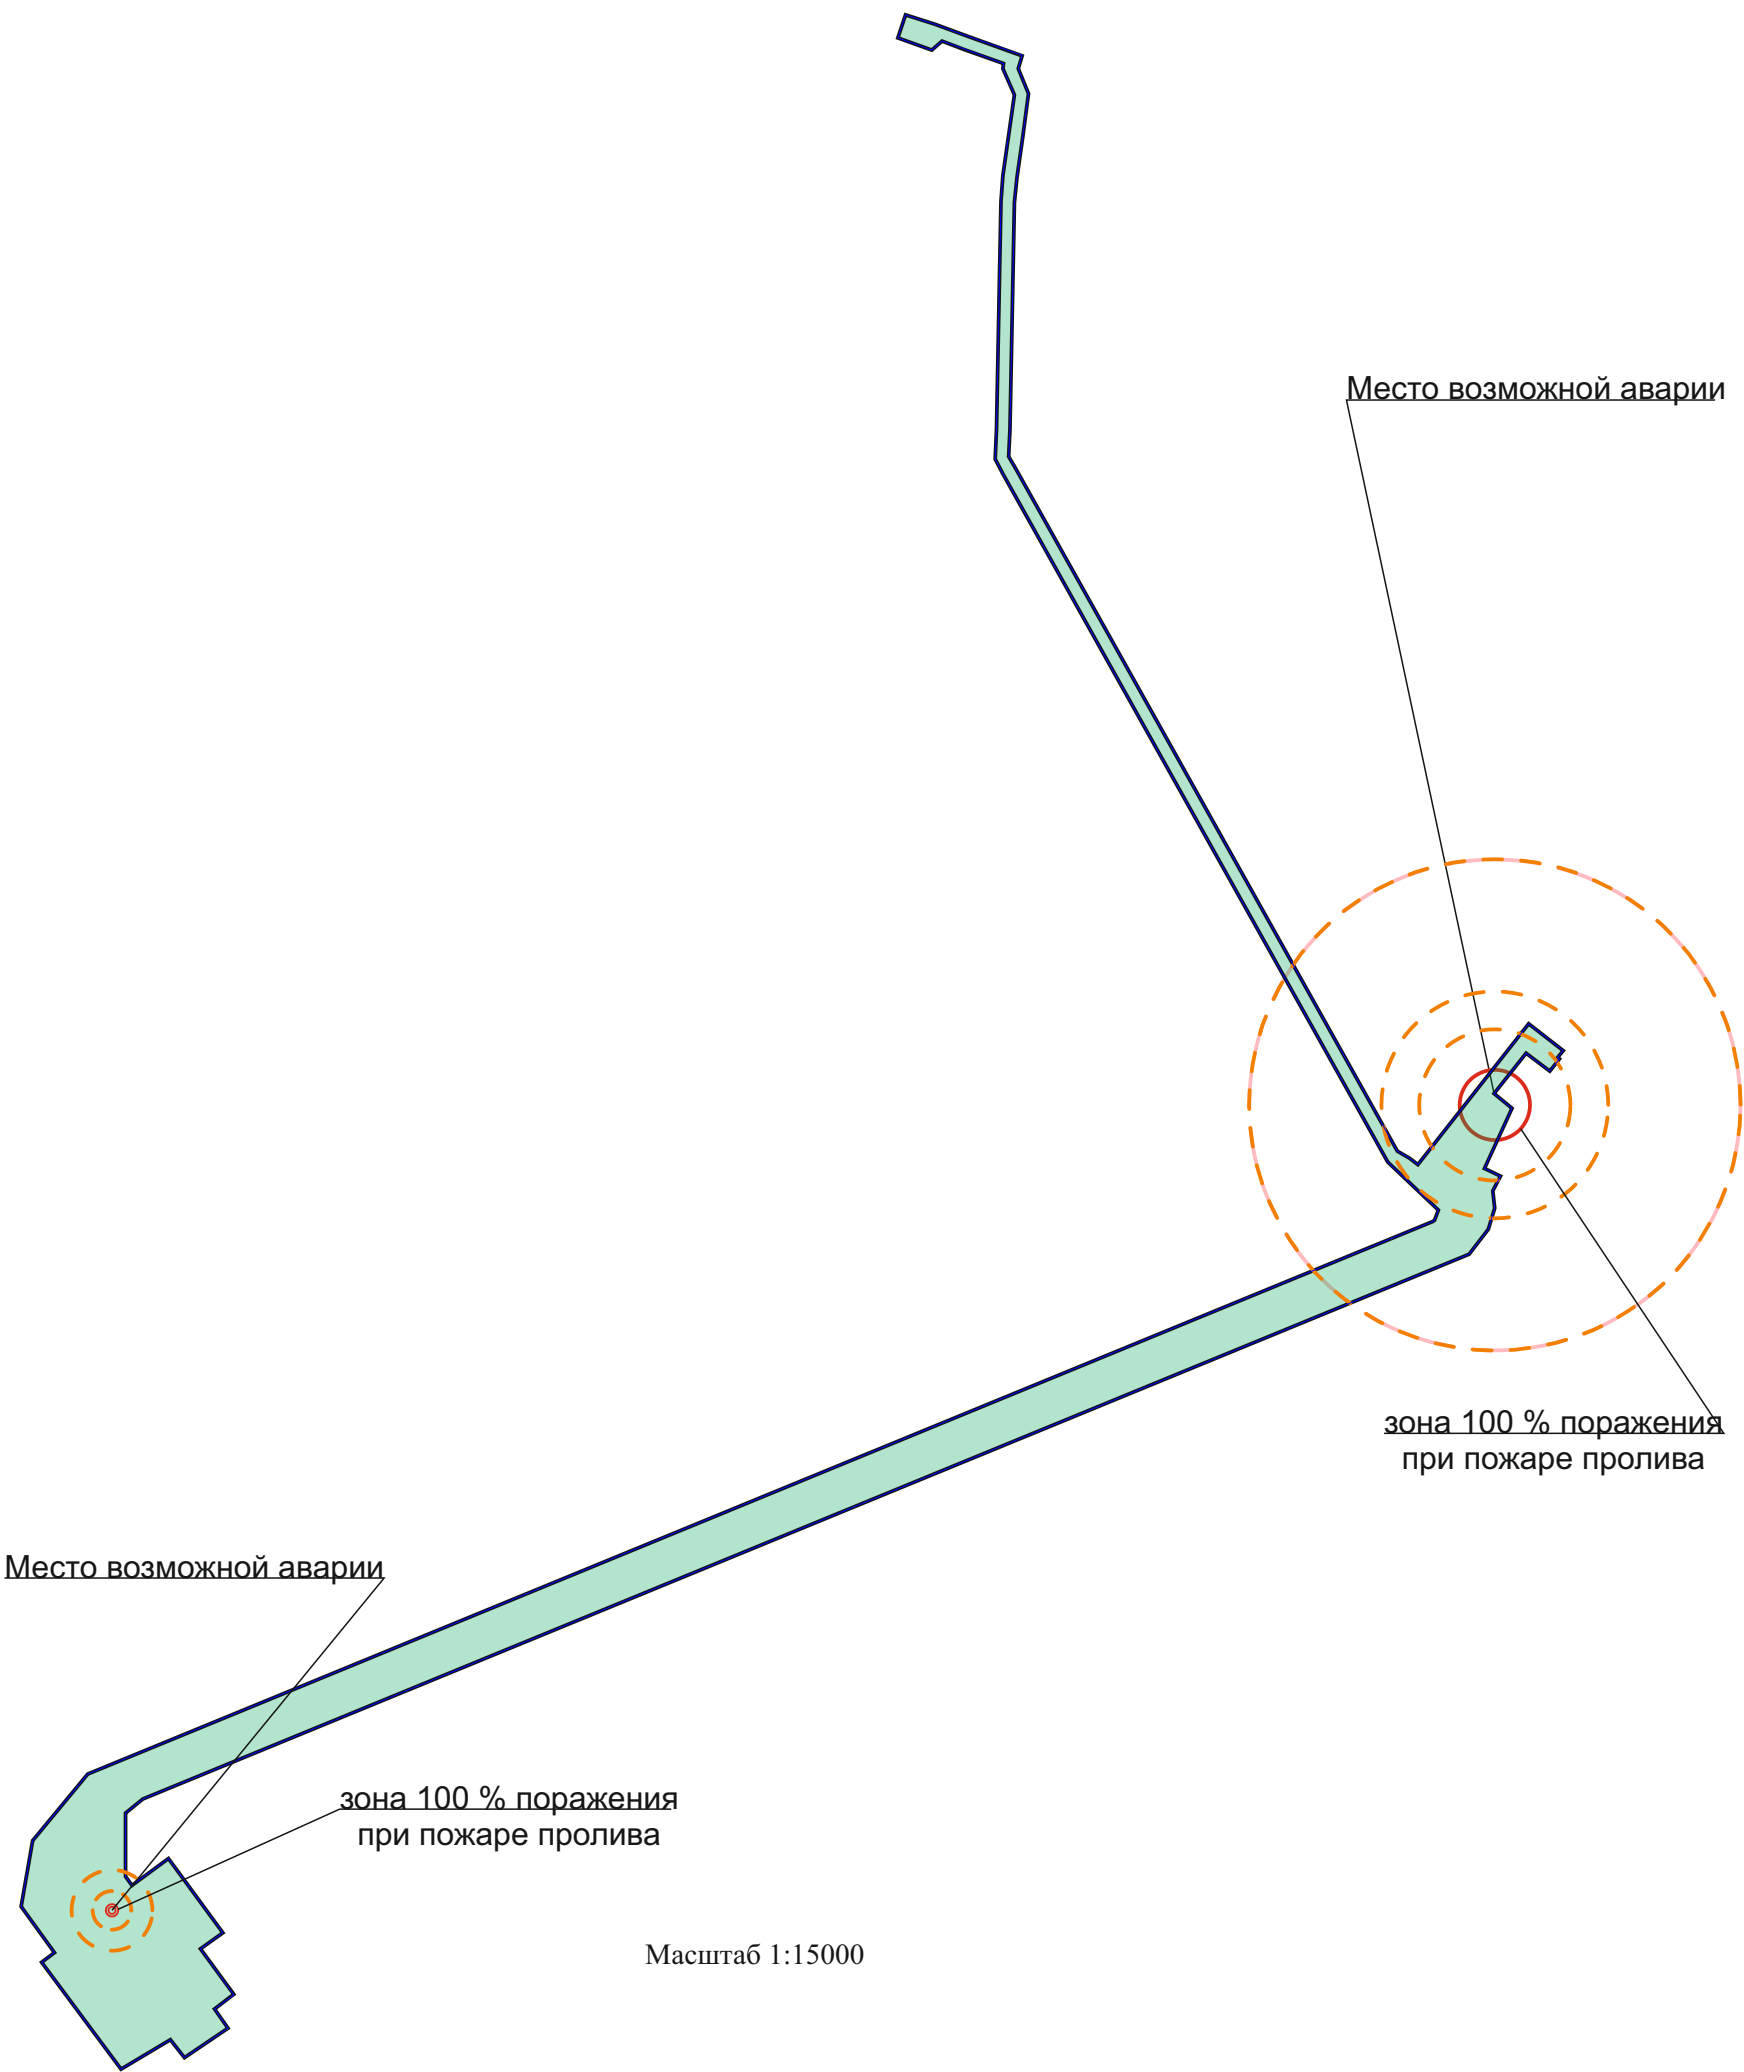 Место возможной аварии
зона 100 % поражения
при пожаре пролива
Место возможной аварии
зона 100 % поражения
при пожаре пролива
Масштаб 1:15000